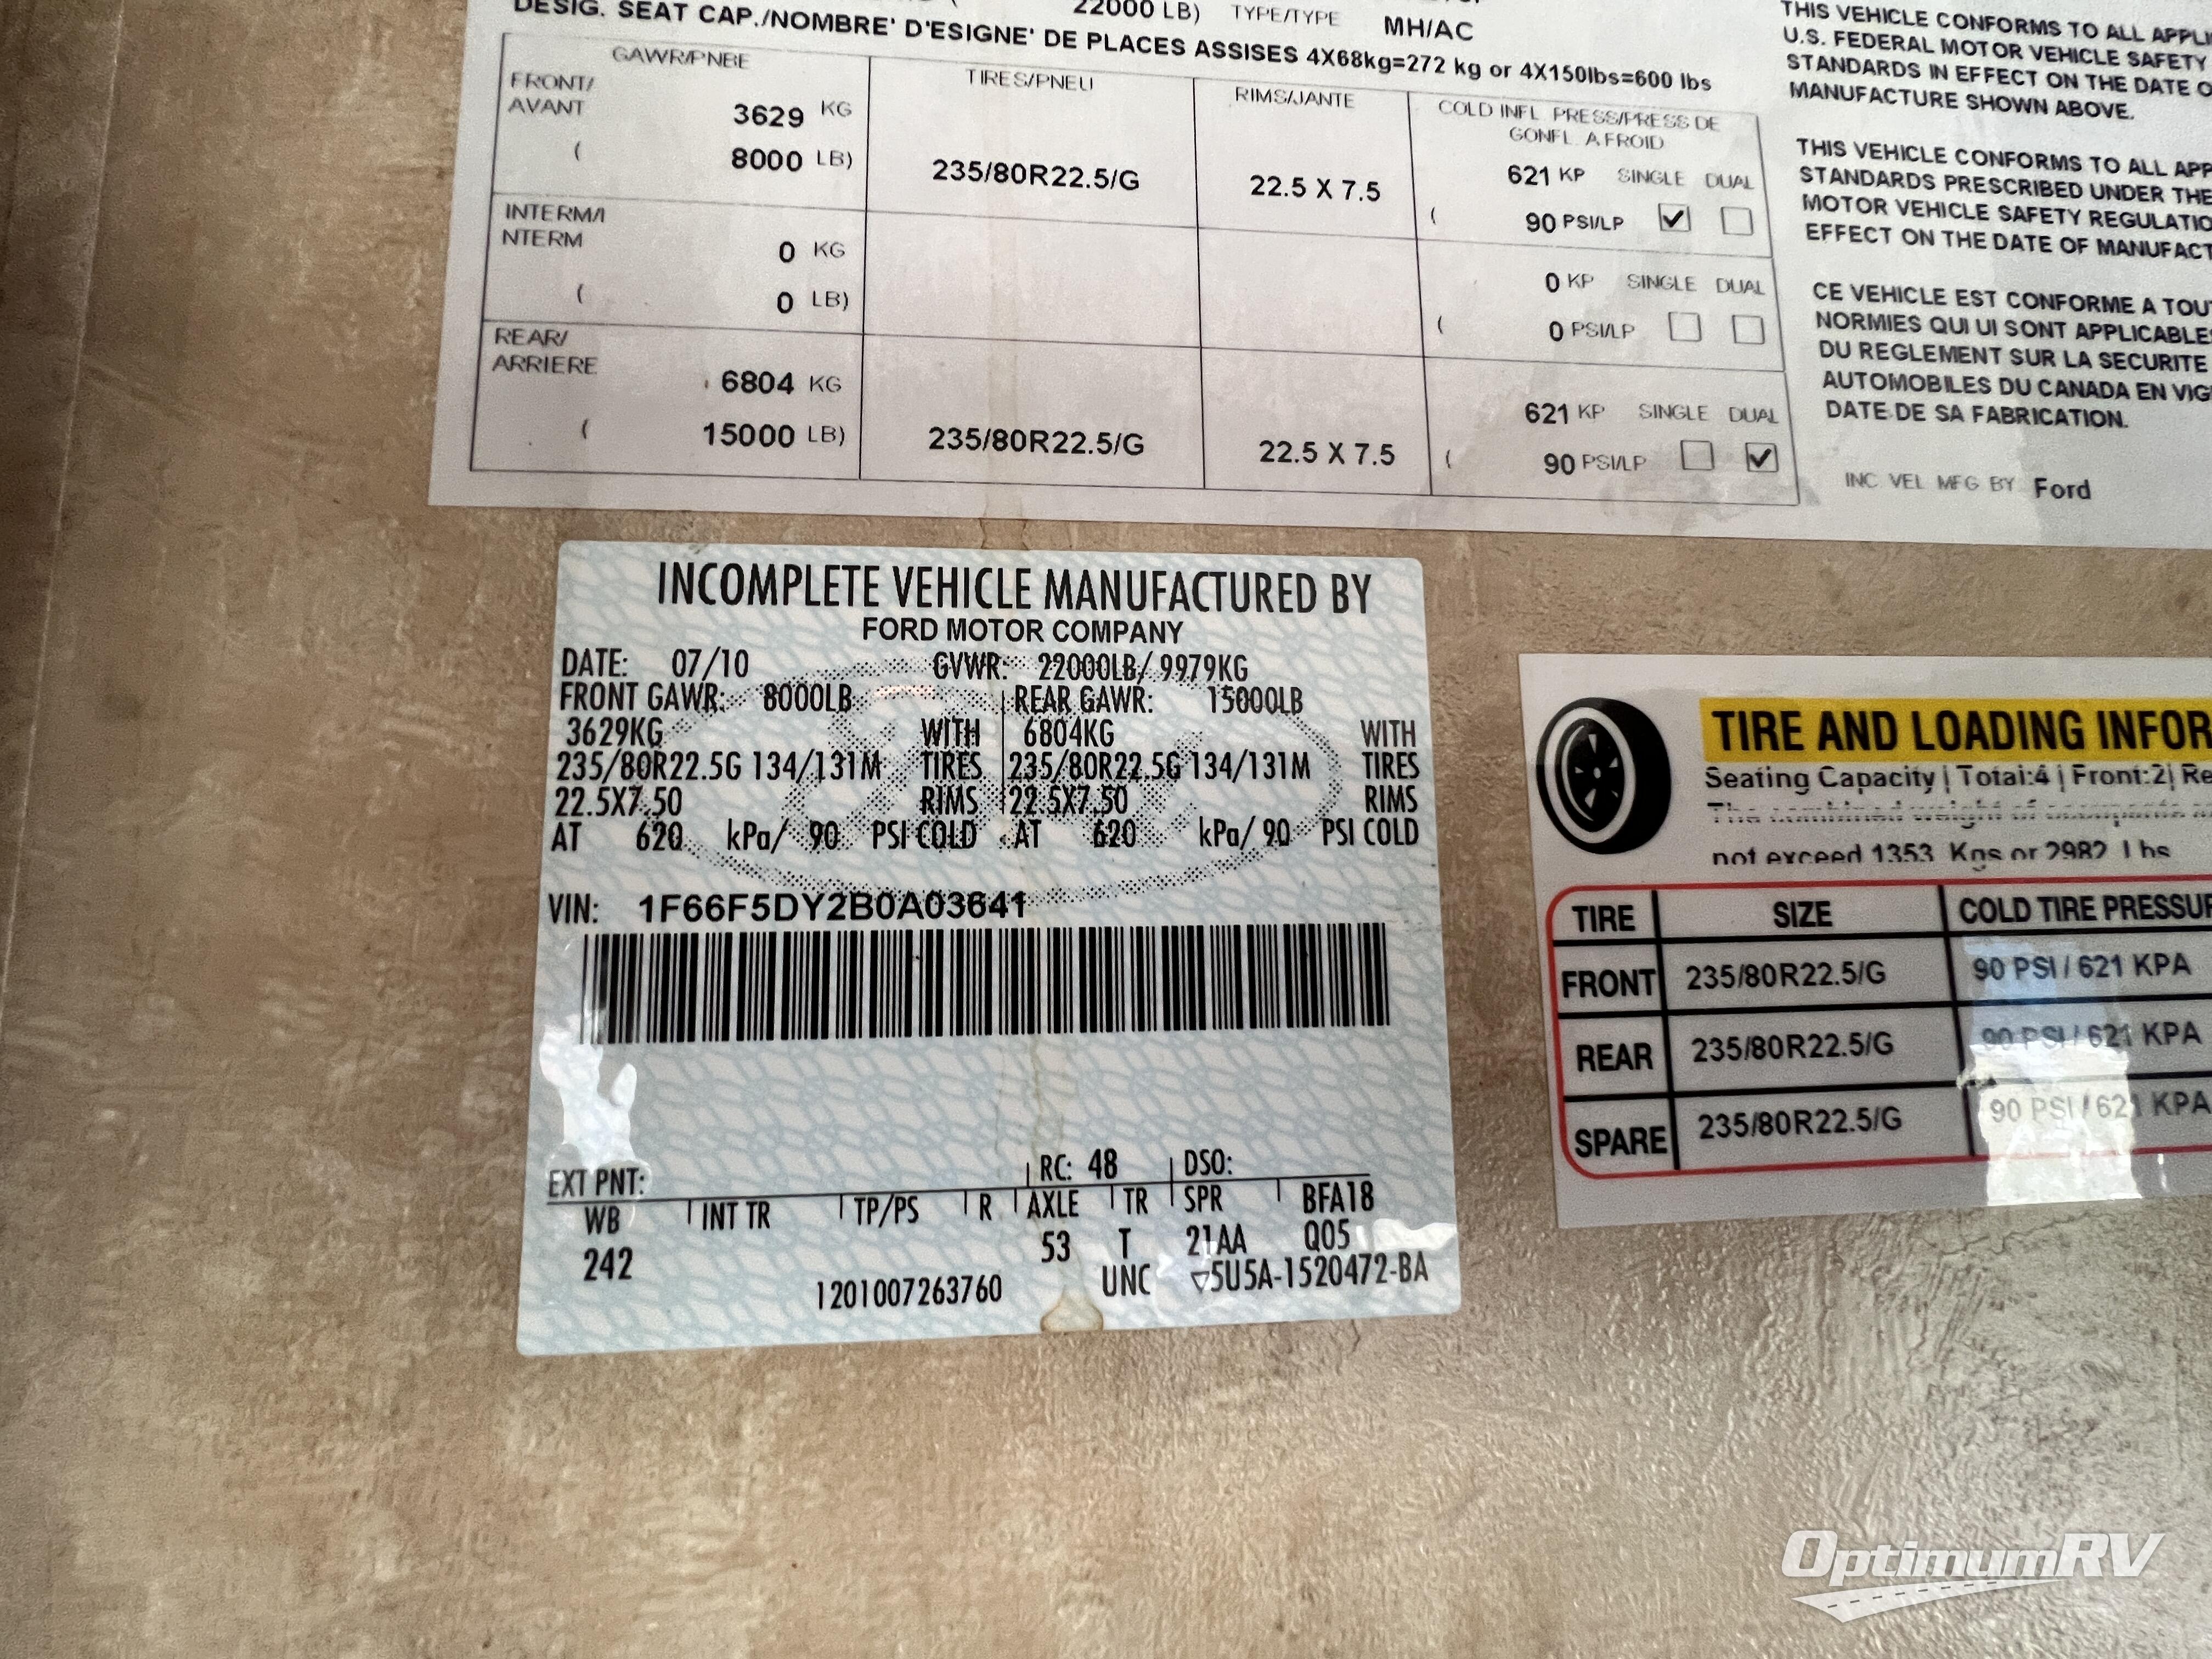 22000 LB) TYPE/TYPE MH/AC
DESIG. SEAT CAP./NOMBRE' D'ESIGNE' DE PLACES ASSISES 4X68kg=272 kg or 4X150lbs=600 lbs
GAWR/PNBE TIRES/PNEU RIMS/JANTE COLD INFL PRESS/PRESS DE
GONFL A FROID
FRONT/
AVANT 3629 KG
( 8000 LB) 235/80R22.5/G 22.5 X 7.5 621 KP SINGLE DUAL
( 90 PSI/LP
INTERM/I
NTERM 0 KG 0 KP SINGLE DUAL
( 0 LB) ( 0 PSI/LP
REAR/
ARRIERE 6804 KG 621 KP SINGLE DUAL
( 15000 LB) 235/80R22.5/G 22.5 X 7.5 ( 90 PSI/LP
THIS VEHICLE CONFORMS TO ALL
U.S. FEDERAL MOTOR VEHICLE SAFETY
STANDARDS IN EFFECT ON THE DATE
MANUFACTURE SHOWN ABOVE.
THIS VEHICLE CONFORMS TO ALL
STANDARDS PRESCRIBED UNDER THE
MOTOR VEHICLE SAFETY
EFFECT ON THE DATE OF
CE VEHICLE EST CONFORME A
NORMIES QUI UI SONT
DU REGLEMENT SUR LA SECURITE
AUTOMOBILES DU CANADA EN
DATE DE SA FABRICATION.
INC VEL MFG BY Ford
INCOMPLETE VEHICLE MANUFACTURED BY
FORD MOTOR COMPANY
DATE: 07/10 GVWR: 22000LB/ 9979KG
FRONT GAWR: 8000LB REAR GAWR: 15000LB
3629KG WITH 6804KG WITH
235/80R22.5G 134/131M TIRES 235/80R22.5G 134/131M TIRES
22.5X7.50 RIMS 22.5X7.50 RIMS
AT 620 kPa/ 90 PSI COLD AT 620 kPa/ 90 PSI COLD
VIN: 1F66F5DY2B0A03641
EXT PNT: RC: 48 DSO:
WB INT TR TP/PS R AXLE TR SPR BFA18
242 53 T 21AA Q05
1201007263760 UNC ▽5U5A-1520472-BA
TIRE AND LOADING
Seating Capacity | Total:4 | Front:2|
The combined weight of occupants
not exceed 1353 Kgs or 2982 Lbs
TIRE SIZE COLD TIRE
FRONT 235/80R22.5/G 90 PSI / 621 KPA
REAR 235/80R22.5/G 90 PSI / 621 KPA
SPARE 235/80R22.5/G 90 PSI / 621 KPA
OptimumRV